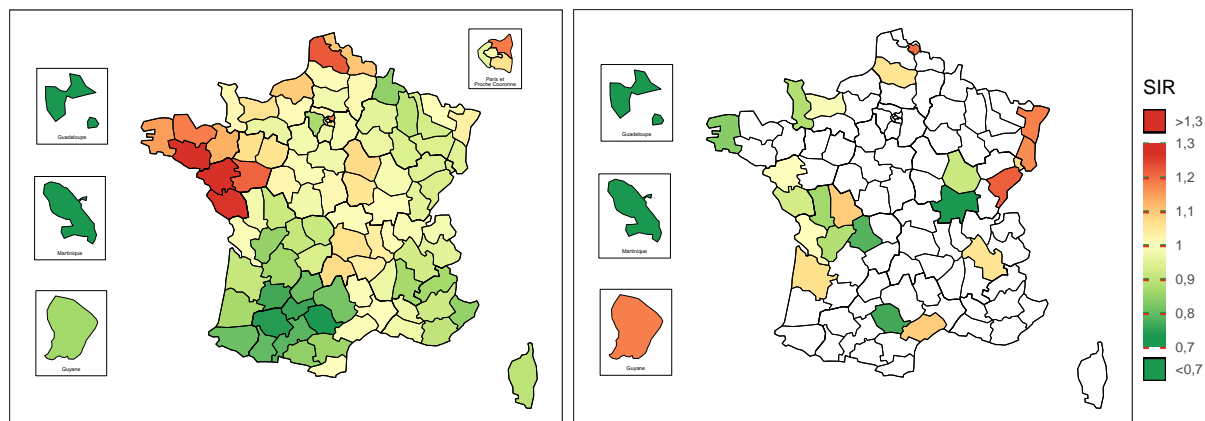 Guadeloupe
Martinique
Guyane
Paris et
Proche Couronne
Guadeloupe
Martinique
Guyane
SIR
>1,3
1,3
1,2
1,1
1
0,9
0,8
0,7
<0,7